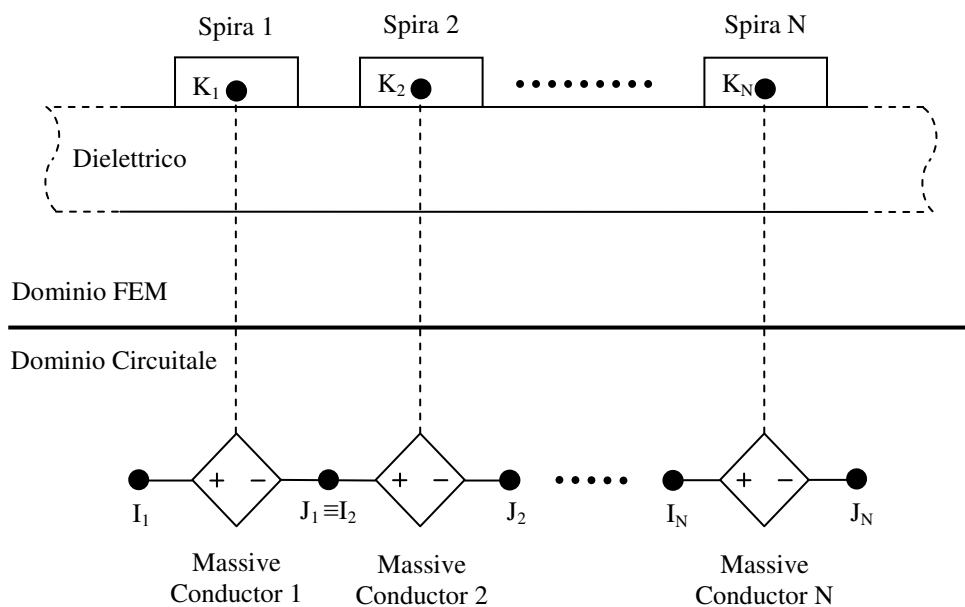 Spira 1 Spira 2 Spira N
K1 K2 KN
Dielettrico
Dominio FEM
Dominio Circuitale
+ − + − + −
I1 J1 ≡I2 J2 IN JN
Massive Massive Massive
Conductor 1 Conductor 2 Conductor N